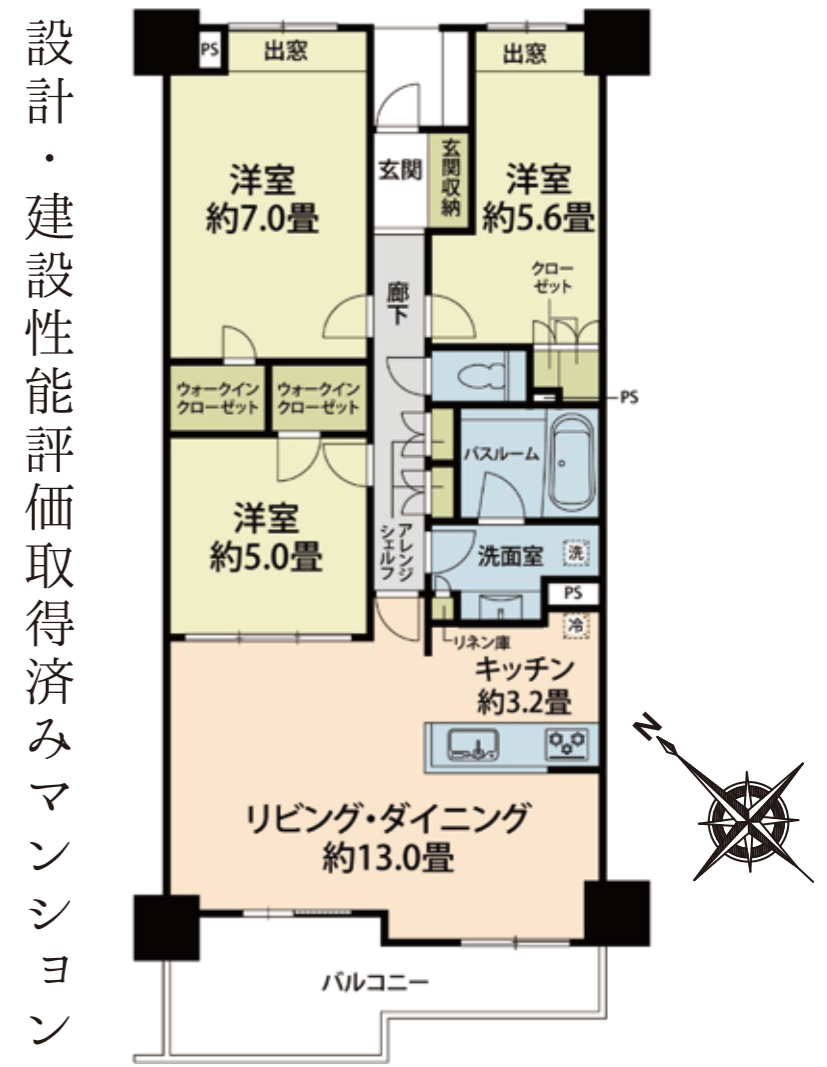 設計・建設性能評価取得済みマンション
PS
出窓
出窓
洋室
約7.0畳
玄関
玄関収納
洋室
約5.6畳
クロー
ゼット
廊下
ウォークイン
クローゼット
ウォークイン
クローゼット
PS
バスルーム
洋室
約5.0畳
アレンジ
シェルフ
洗面室
洗
PS
冷
リネン庫
キッチン
約3.2畳
N
リビング・ダイニング
約13.0畳
バルコニー